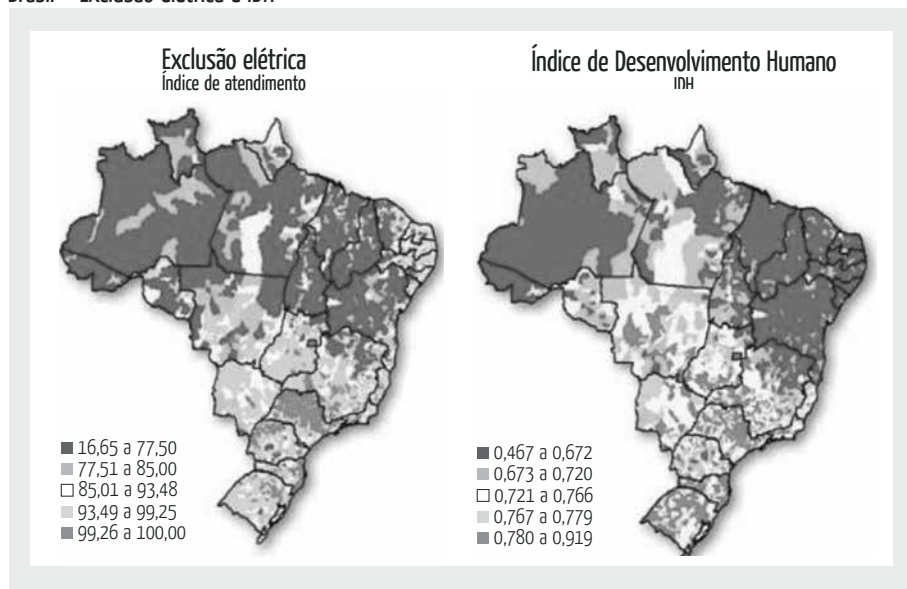 Exclusão elétrica
Índice de atendimento
16,65 a 77,50
77,51 a 85,00
85,01 a 93,48
93,49 a 99,25
99,26 a 100,00
Índice de Desenvolvimento Humano
IDH
0,467 a 0,672
0,673 a 0,720
0,721 a 0,766
0,767 a 0,779
0,780 a 0,919